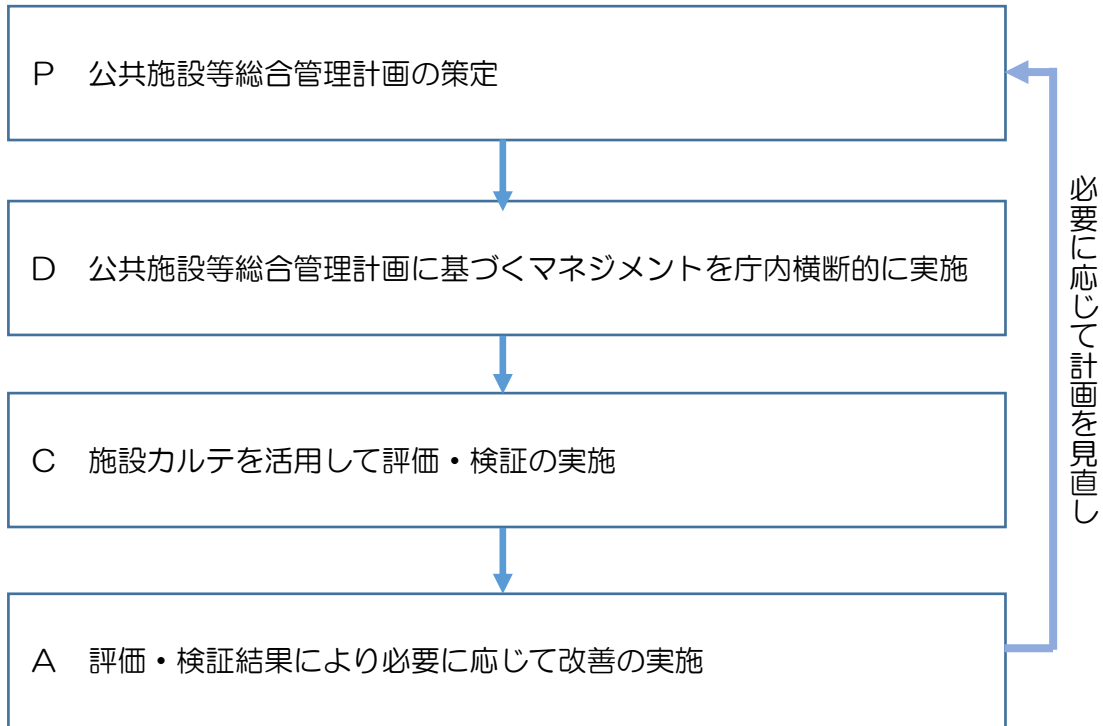 P 公共施設等総合管理計画の策定
D 公共施設等総合管理計画に基づくマネジメントを庁内横断的に実施
C 施設カルテを活用して評価・検証の実施
A 評価・検証結果により必要に応じて改善の実施
必要に応じて計画を見直し